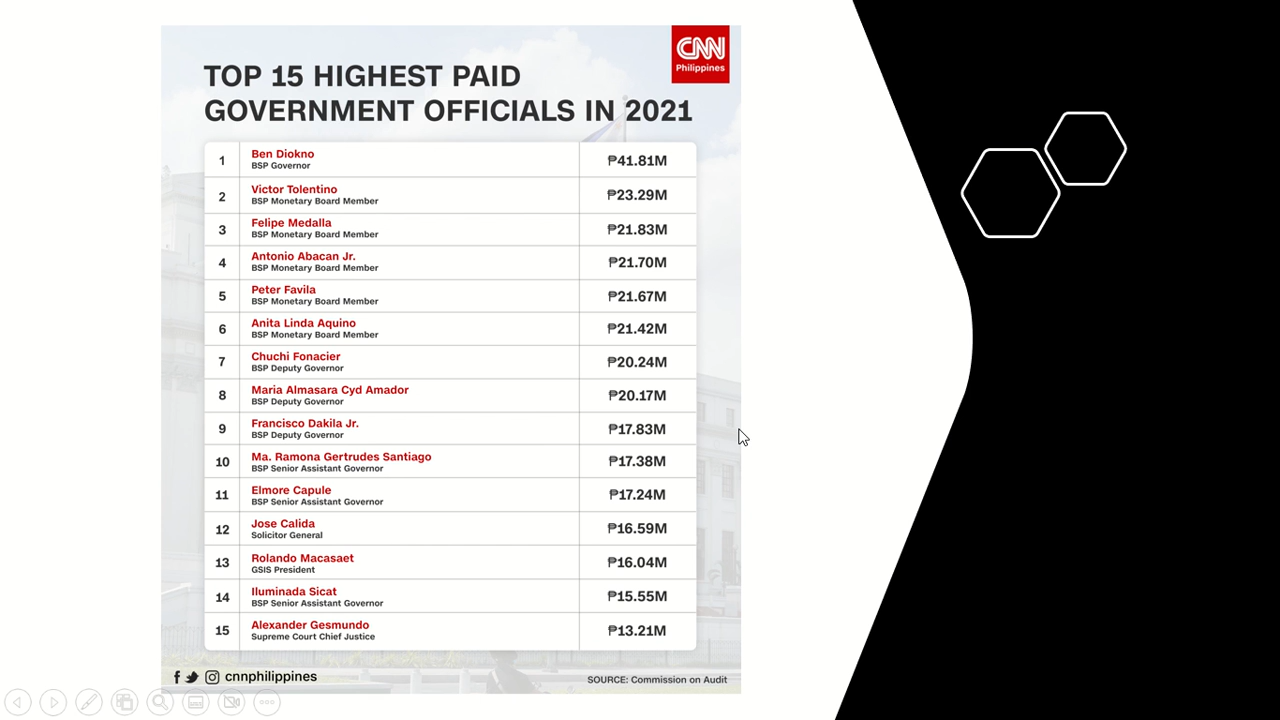 CNN
Philippines
TOP 15 HIGHEST PAID
GOVERNMENT OFFICIALS IN 2021
1 Ben Diokno ₱41.81M
BSP Governor
2 Victor Tolentino ₱23.29M
BSP Monetary Board Member
3 Felipe Medalla ₱21.83M
BSP Monetary Board Member
4 Antonio Abacan Jr. ₱21.70M
BSP Monetary Board Member
5 Peter Favila ₱21.67M
BSP Monetary Board Member
6 Anita Linda Aquino ₱21.42M
BSP Monetary Board Member
7 Chuchi Fonacier ₱20.24M
BSP Deputy Governor
8 Maria Almasara Cyd Amador ₱20.17M
BSP Deputy Governor
9 Francisco Dakila Jr. ₱17.83M
BSP Deputy Governor
10 Ma. Ramona Gertrudes Santiago ₱17.38M
BSP Senior Assistant Governor
11 Elmore Capule ₱17.24M
BSP Senior Assistant Governor
12 Jose Calida ₱16.59M
Solicitor General
13 Rolando Macasaet ₱16.04M
GSIS President
14 Iluminada Sicat ₱15.55M
BSP Senior Assistant Governor
15 Alexander Gesmundo ₱13.21M
Supreme Court Chief Justice
cnnphilippines
SOURCE: Commission on Audit